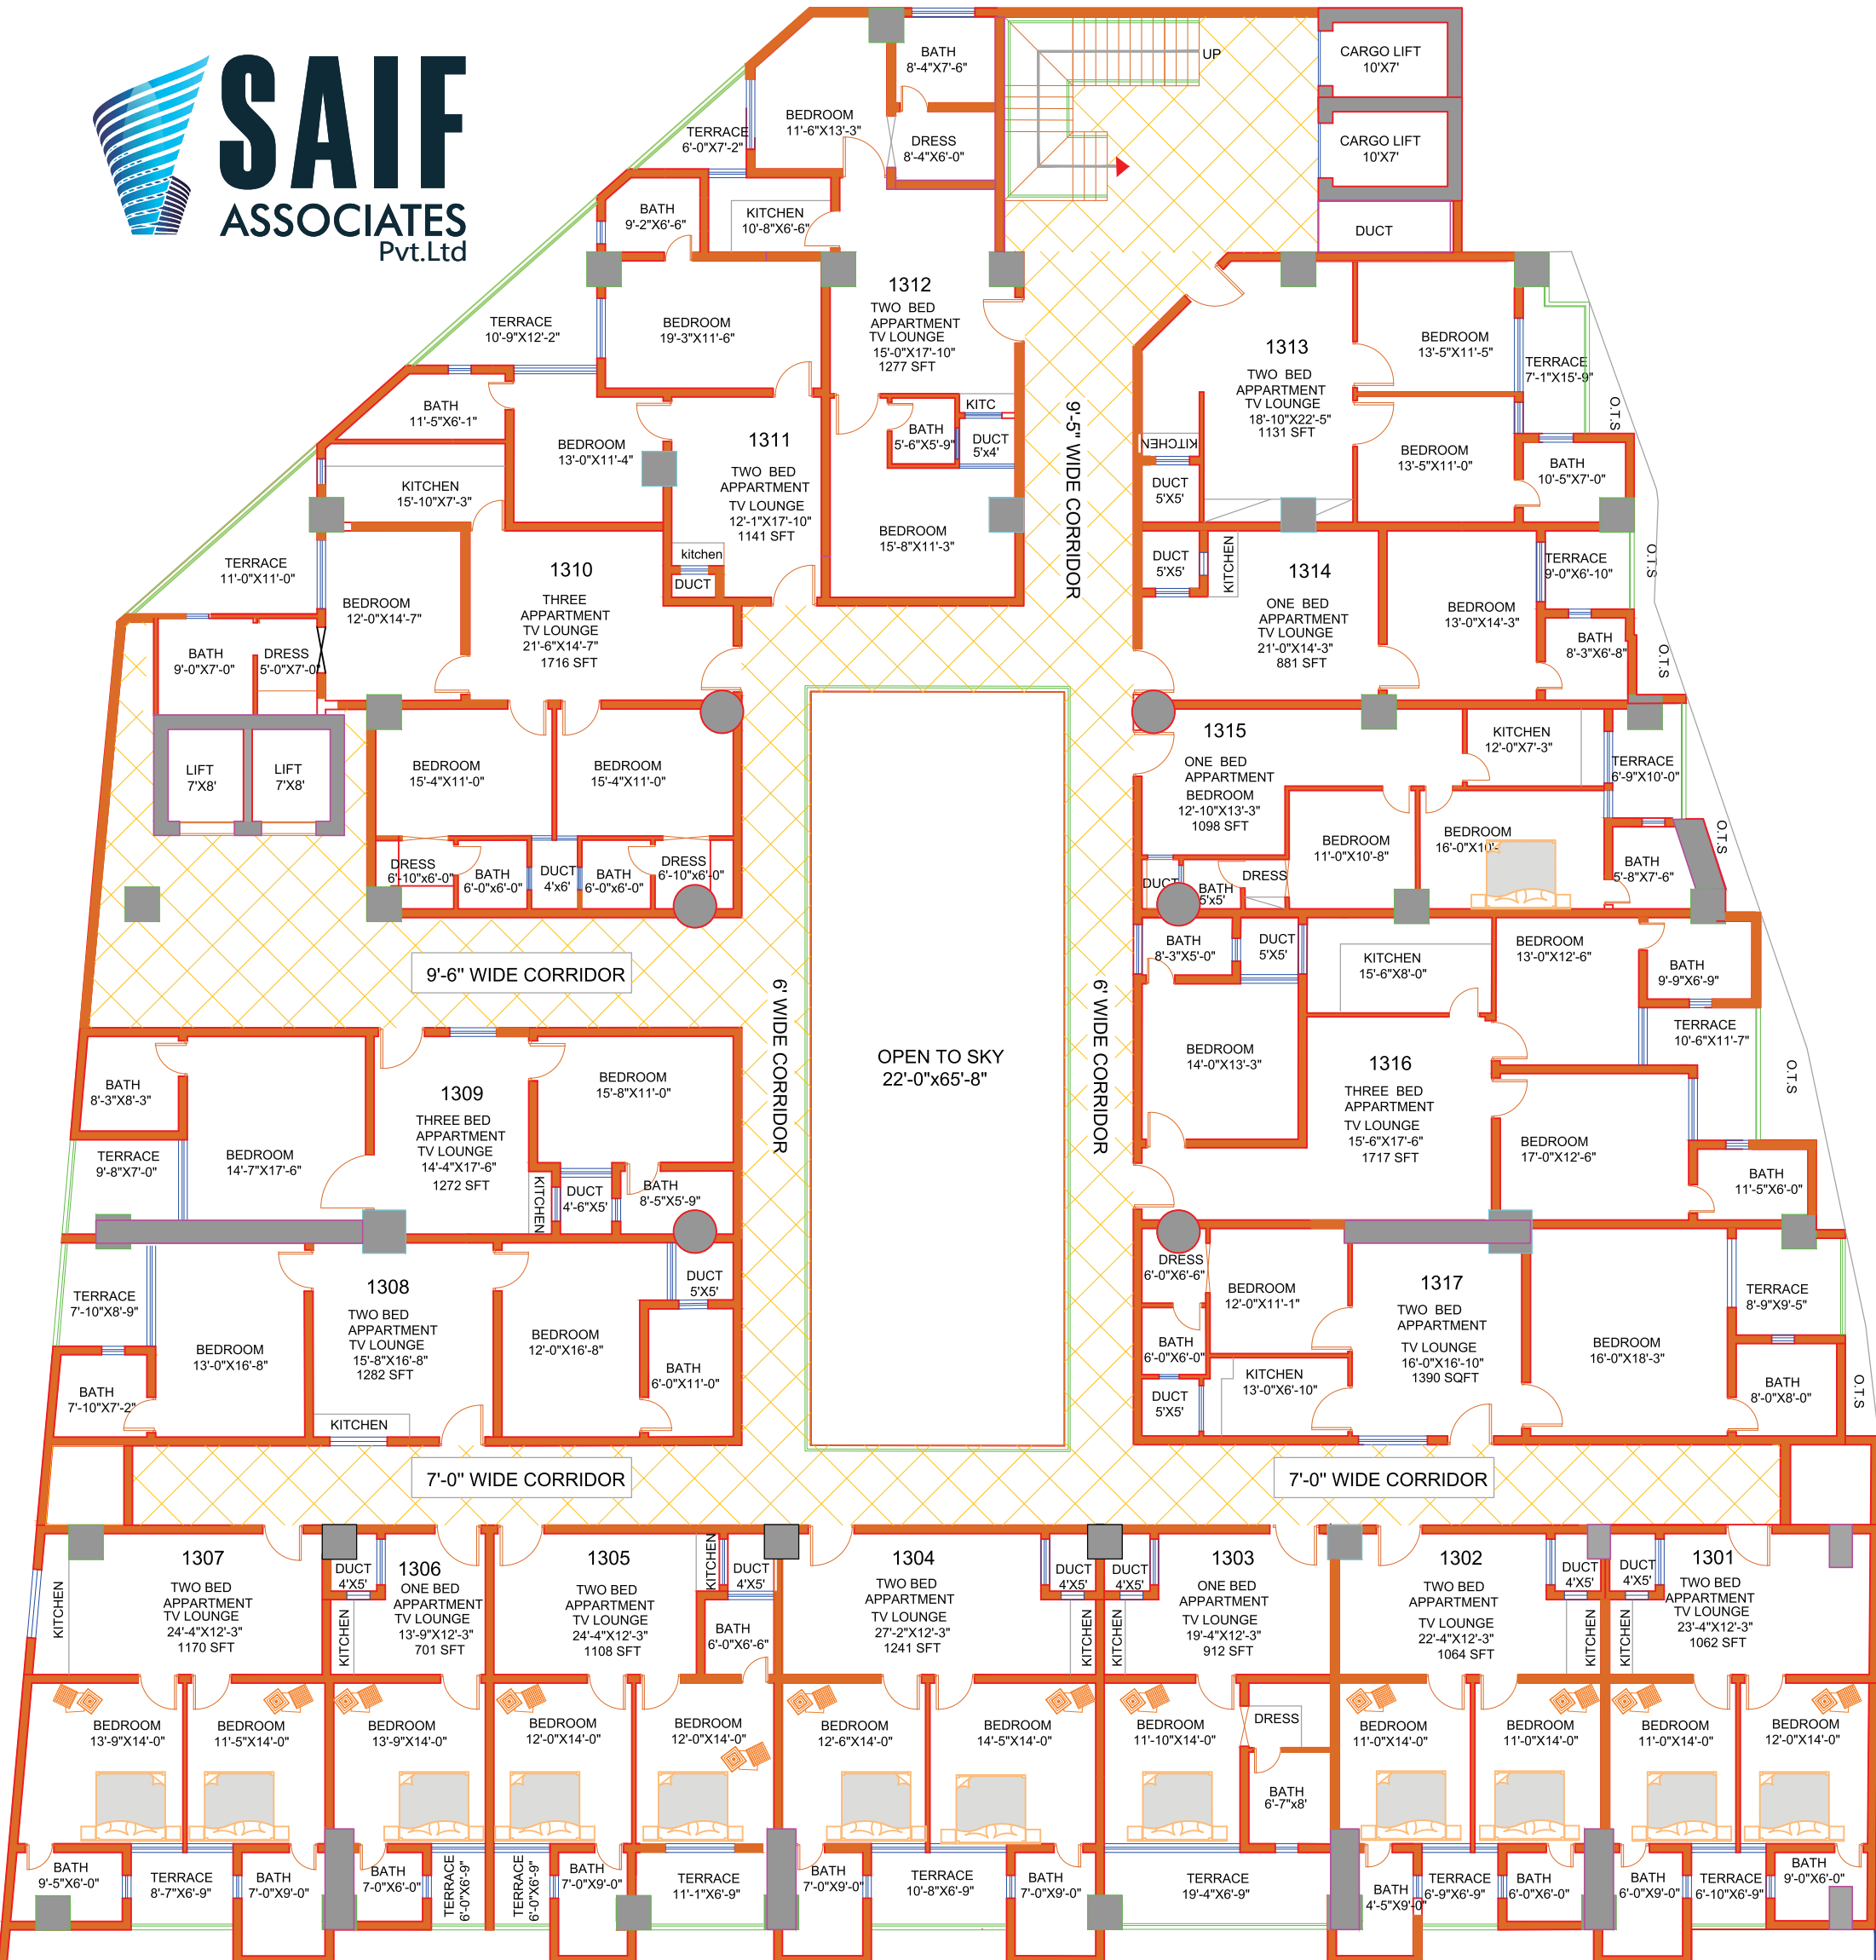 SAIF
ASSOCIATES
Pvt.Ltd
BATH
8'-4"X7'-6"
UP
CARGO LIFT
10'X7'
BEDROOM
11'-6"X13'-3"
TERRACE
6'-0"X7'-2"
DRESS
8'-4"X6'-0"
CARGO LIFT
10'X7'
DUCT
BATH
9'-2"X6'-6"
KITCHEN
10'-8"X6'-6"
1312
TWO BED
APPARTMENT
TV LOUNGE
15'-0"X17'-10"
1277 SFT
TERRACE
10'-9"X12'-2"
BEDROOM
19'-3"X11'-6"
KITC
BATH
5'-6"X5'-9"
DUCT
5'x4'
BEDROOM
15'-8"X11'-3"
9'-5" WIDE CORRIDOR
1313
TWO BED
APPARTMENT
TV LOUNGE
18'-10"X22'-5"
1131 SFT
BEDROOM
13'-5"X11'-5"
TERRACE
7'-1"X15'-9"
O.T.S
KITCHEN
DUCT
5'X5'
BEDROOM
13'-5"X11'-0"
BATH
10'-5"X7'-0"
BATH
11'-5"X6'-1"
BEDROOM
13'-0"X11'-4"
1311
TWO BED
APPARTMENT
TV LOUNGE
12'-1"X17'-10"
1141 SFT
kitchen
DUCT
KITCHEN
15'-10"X7'-3"
TERRACE
11'-0"X11'-0"
BEDROOM
12'-0"X14'-7"
1310
THREE
APPARTMENT
TV LOUNGE
21'-6"X14'-7"
1716 SFT
BATH
9'-0"X7'-0"
DRESS
5'-0"X7'-0"
DUCT
5'X5'
KITCHEN
1314
ONE BED
APPARTMENT
TV LOUNGE
21'-0"X14'-3"
881 SFT
BEDROOM
13'-0"X14'-3"
TERRACE
9'-0"X6'-10"
O.T.S
BATH
8'-3"X6'-8"
O.T.S
LIFT
7'X8'
LIFT
7'X8'
BEDROOM
15'-4"X11'-0"
BEDROOM
15'-4"X11'-0"
DRESS
6'-10"x6'-0"
BATH
6'-0"x6'-0"
DUCT
4'x6'
BATH
6'-0"x6'-0"
DRESS
6'-10"x6'-0"
1315
ONE BED
APPARTMENT
BEDROOM
12'-10"X13'-3"
1098 SFT
KITCHEN
12'-0"X7'-3"
TERRACE
6'-9"X10'-0"
BEDROOM
11'-0"X10'-8"
BEDROOM
16'-0"X10'-
BATH
5'-8"X7'-6"
O.T.S
DUCT
BATH
5'x5'
DRESS
9'-6" WIDE CORRIDOR
6' WIDE CORRIDOR
OPEN TO SKY
22'-0"x65'-8"
6' WIDE CORRIDOR
BATH
8'-3"X5'-0"
DUCT
5'X5'
KITCHEN
15'-6"X8'-0"
BEDROOM
13'-0"X12'-6"
BATH
9'-9"X6'-9"
TERRACE
10'-6"X11'-7"
O.T.S
BEDROOM
14'-0"X13'-3"
1316
THREE BED
APPARTMENT
TV LOUNGE
15'-6"X17'-6"
1717 SFT
BEDROOM
17'-0"X12'-6"
BATH
11'-5"X6'-0"
BATH
8'-3"X8'-3"
1309
THREE BED
APPARTMENT
TV LOUNGE
14'-4"X17'-6"
1272 SFT
BEDROOM
15'-8"X11'-0"
TERRACE
9'-8"X7'-0"
BEDROOM
14'-7"X17'-6"
KITCHEN
DUCT
4'-6"X5'
BATH
8'-5"X5'-9"
TERRACE
7'-10"X8'-9"
BEDROOM
13'-0"X16'-8"
1308
TWO BED
APPARTMENT
TV LOUNGE
15'-8"X16'-8"
1282 SFT
BEDROOM
12'-0"X16'-8"
DUCT
5'X5'
BATH
6'-0"X11'-0"
BATH
7'-10"X7'-2"
KITCHEN
DRESS
6'-0"X6'-6"
BEDROOM
12'-0"X11'-1"
1317
TWO BED
APPARTMENT
TV LOUNGE
16'-0"X16'-10"
1390 SQFT
BEDROOM
16'-0"X18'-3"
TERRACE
8'-9"X9'-5"
BATH
6'-0"X6'-0"
DUCT
5'X5'
KITCHEN
13'-0"X6'-10"
BATH
8'-0"X8'-0"
O.T.S
7'-0" WIDE CORRIDOR
7'-0" WIDE CORRIDOR
KITCHEN
1307
TWO BED
APPARTMENT
TV LOUNGE
24'-4"X12'-3"
1170 SFT
DUCT
4'X5'
KITCHEN
1306
ONE BED
APPARTMENT
TV LOUNGE
13'-9"X12'-3"
701 SFT
1305
TWO BED
APPARTMENT
TV LOUNGE
24'-4"X12'-3"
1108 SFT
KITCHEN
DUCT
4'X5'
BATH
6'-0"X6'-6"
1304
TWO BED
APPARTMENT
TV LOUNGE
27'-2"X12'-3"
1241 SFT
DUCT
4'X5'
KITCHEN
DUCT
4'X5'
KITCHEN
1303
ONE BED
APPARTMENT
TV LOUNGE
19'-4"X12'-3"
912 SFT
1302
TWO BED
APPARTMENT
TV LOUNGE
22'-4"X12'-3"
1064 SFT
DUCT
4'X5'
KITCHEN
DUCT
4'X5'
KITCHEN
1301
TWO BED
APPARTMENT
TV LOUNGE
23'-4"X12'-3"
1062 SFT
BEDROOM
13'-9"X14'-0"
BEDROOM
11'-5"X14'-0"
BEDROOM
13'-9"X14'-0"
BEDROOM
12'-0"X14'-0"
BEDROOM
12'-0"X14'-0"
BEDROOM
12'-6"X14'-0"
BEDROOM
14'-5"X14'-0"
BEDROOM
11'-10"X14'-0"
DRESS
BATH
6'-7"x8'
BEDROOM
11'-0"X14'-0"
BEDROOM
11'-0"X14'-0"
BEDROOM
11'-0"X14'-0"
BEDROOM
12'-0"X14'-0"
BATH
9'-5"X6'-0"
TERRACE
8'-7"X6'-9"
BATH
7'-0"X9'-0"
BATH
7-0"X6'-0"
TERRACE
6'-0"X6'-9"
TERRACE
6'-0"X6'-9"
BATH
7'-0"X9'-0"
TERRACE
11'-1"X6'-9"
BATH
7'-0"X9'-0"
TERRACE
10'-8"X6'-9"
BATH
7'-0"X9'-0"
TERRACE
19'-4"X6'-9"
BATH
4'-5"X9'-0"
TERRACE
6'-9"X6'-9"
BATH
6'-0"X6'-0"
BATH
6'-0"X9'-0"
TERRACE
6'-10"X6'-9"
BATH
9'-0"X6'-0"